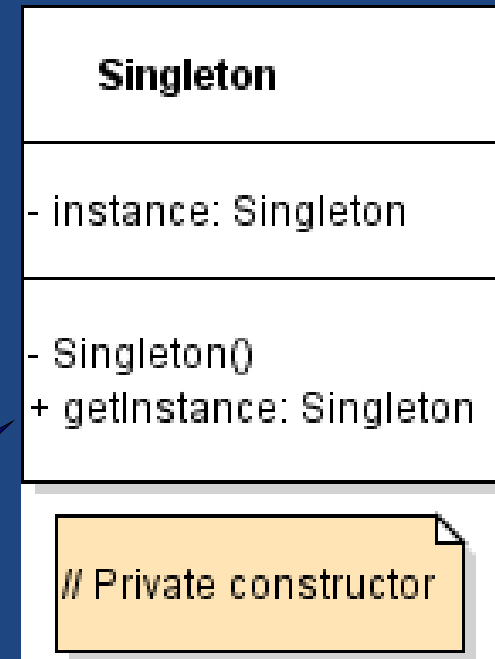 Singleton
- instance: Singleton
- Singleton()
+ getInstance: Singleton
// Private constructor